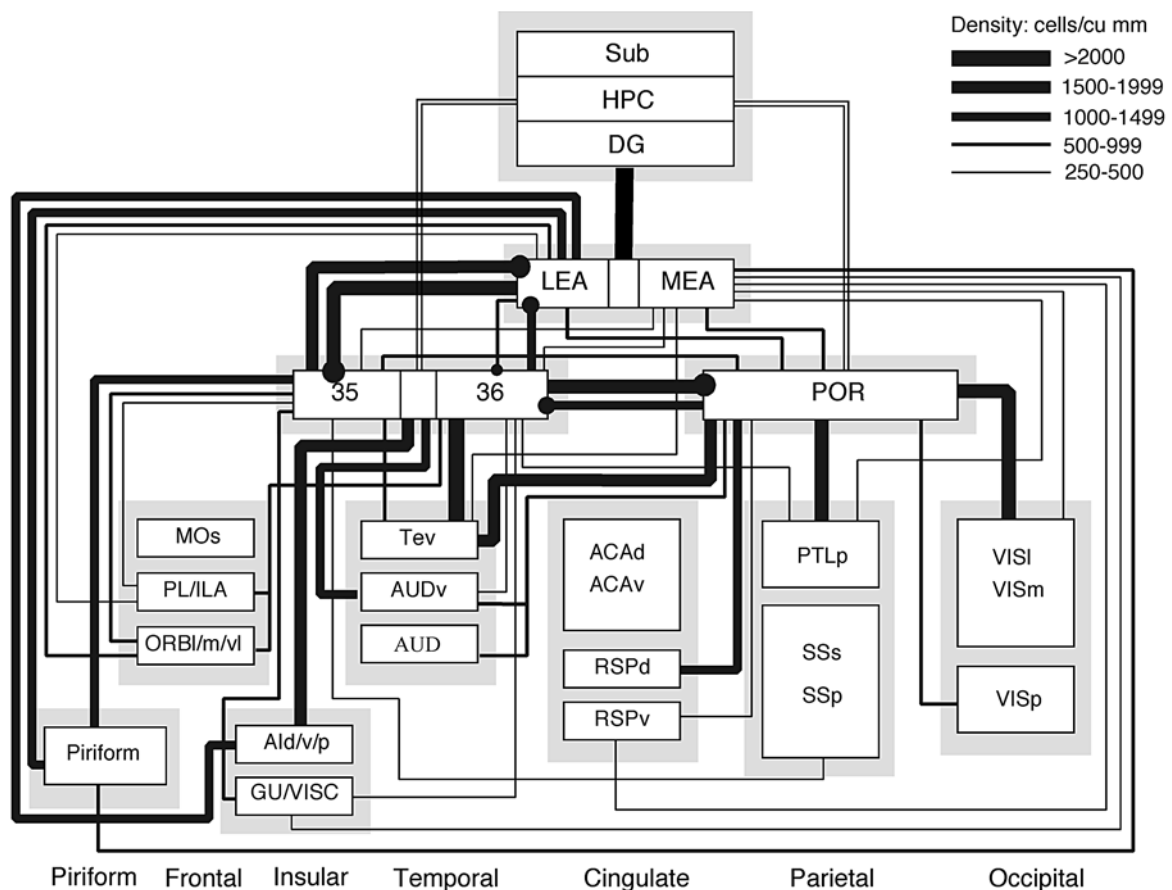 Density: cells/cu mm
>2000
1500-1999
1000-1499
500-999
250-500
Sub
HPC
DG
LEA
MEA
35
36
POR
MOs
PL/ILA
ORBl/m/vl
Tev
AUDv
AUD
ACAd
ACAv
RSPd
RSPv
PTLp
SSs
SSp
VISl
VISm
VISp
Piriform
AId/v/p
GU/VISC
Piriform
Frontal
Insular
Temporal
Cingulate
Parietal
Occipital